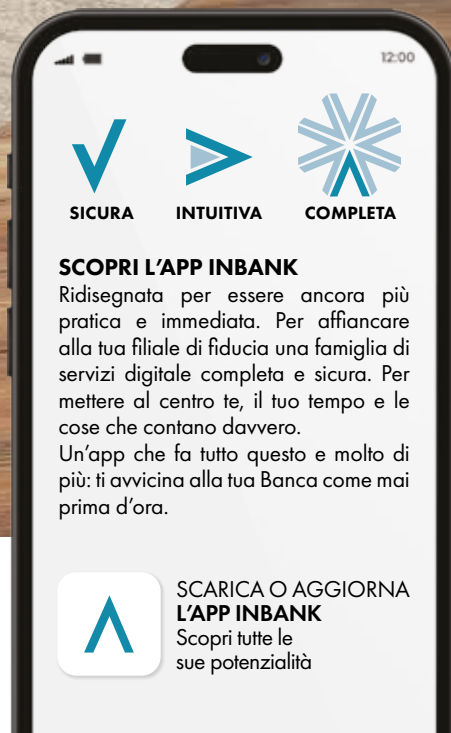 12:00
SICURA INTUITIVA COMPLETA
SCOPRI L’APP INBANK
Ridisegnata per essere ancora più
pratica e immediata. Per affiancare
alla tua filiale di fiducia una famiglia di
servizi digitale completa e sicura. Per
mettere al centro te, il tuo tempo e le
cose che contano davvero.
Un’app che fa tutto questo e molto di
più: ti avvicina alla tua Banca come mai
prima d’ora.
SCARICA O AGGIORNA
L’APP INBANK
Scopri tutte le
sue potenzialità